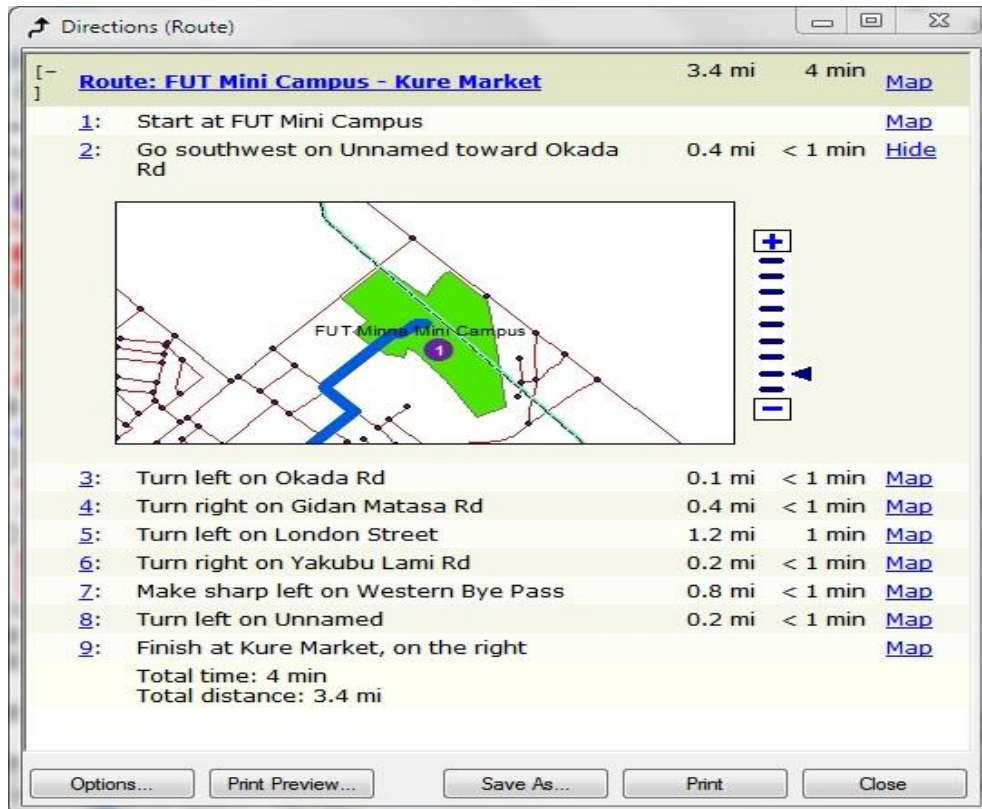 Directions (Route)
[-
] Route: FUT Mini Campus - Kure Market 3.4 mi 4 min Map
1: Start at FUT Mini Campus Map
2: Go southwest on Unnamed toward Okada 0.4 mi < 1 min Hide
Rd
+
FUT Minna Mini Campus
1
−
3: Turn left on Okada Rd 0.1 mi < 1 min Map
4: Turn right on Gidan Matasa Rd 0.4 mi < 1 min Map
5: Turn left on London Street 1.2 mi 1 min Map
6: Turn right on Yakubu Lami Rd 0.2 mi < 1 min Map
7: Make sharp left on Western Bye Pass 0.8 mi < 1 min Map
8: Turn left on Unnamed 0.2 mi < 1 min Map
9: Finish at Kure Market, on the right Map
Total time: 4 min
Total distance: 3.4 mi
Options... Print Preview... Save As... Print Close